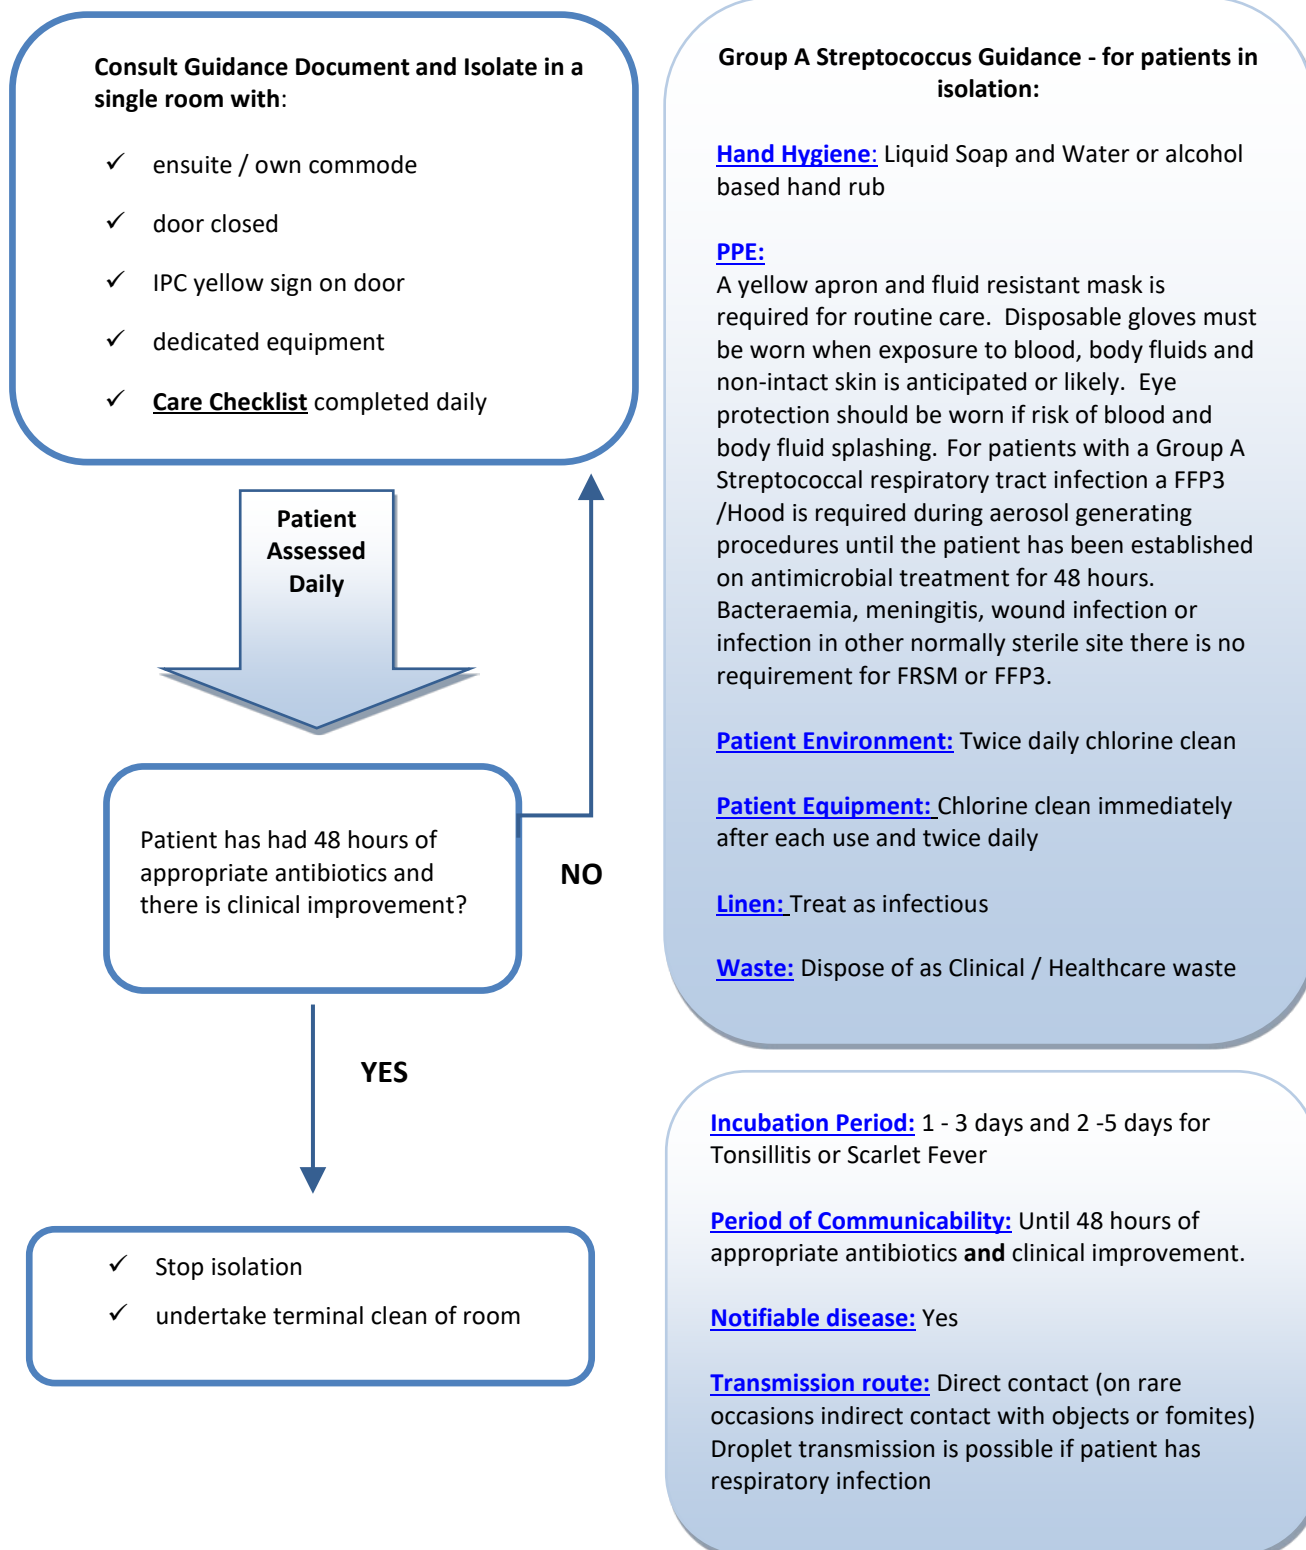 Consult Guidance Document and Isolate in a
single room with:
✓ ensuite / own commode
✓ door closed
✓ IPC yellow sign on door
✓ dedicated equipment
✓ Care Checklist completed daily
Patient
Assessed
Daily
Patient has had 48 hours of
appropriate antibiotics and
there is clinical improvement?
NO
YES
✓ Stop isolation
✓ undertake terminal clean of room
Group A Streptococcus Guidance - for patients in
isolation:
Hand Hygiene: Liquid Soap and Water or alcohol
based hand rub
PPE:
A yellow apron and fluid resistant mask is
required for routine care.  Disposable gloves must
be worn when exposure to blood, body fluids and
non-intact skin is anticipated or likely.  Eye
protection should be worn if risk of blood and
body fluid splashing. For patients with a Group A
Streptococcal respiratory tract infection a FFP3
/Hood is required during aerosol generating
procedures until the patient has been established
on antimicrobial treatment for 48 hours.
Bacteraemia, meningitis, wound infection or
infection in other normally sterile site there is no
requirement for FRSM or FFP3.
Patient Environment: Twice daily chlorine clean
Patient Equipment: Chlorine clean immediately
after each use and twice daily
Linen: Treat as infectious
Waste: Dispose of as Clinical / Healthcare waste
Incubation Period: 1 - 3 days and 2 -5 days for
Tonsillitis or Scarlet Fever
Period of Communicability: Until 48 hours of
appropriate antibiotics and clinical improvement.
Notifiable disease: Yes
Transmission route: Direct contact (on rare
occasions indirect contact with objects or fomites)
Droplet transmission is possible if patient has
respiratory infection